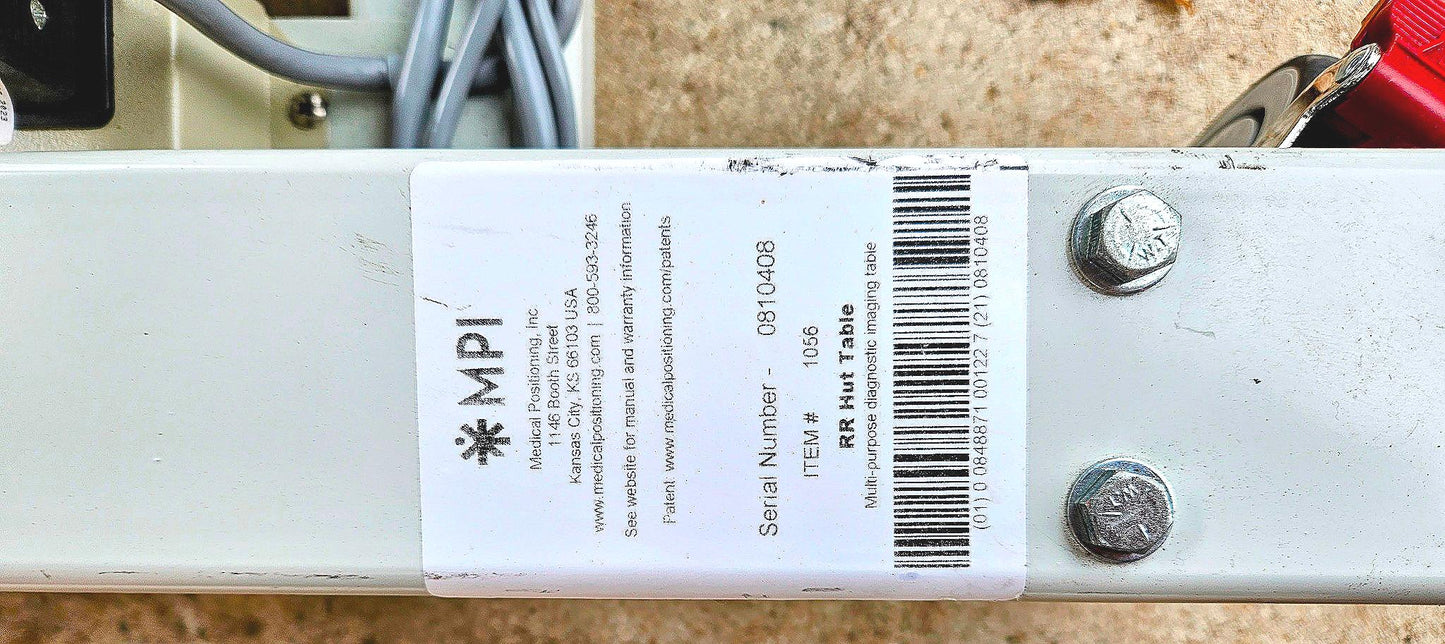 MPI
Medical Positioning, Inc
1146 Booth Street
Kansas City, KS 66103 USA
www.medicalpositioning.com | 800-593-3246
See website for manual and warranty information
Patent www.medicalpositioning.com/patents
Serial Number - 0810408
ITEM # 1056
RR Hut Table
Multi-purpose diagnostic imaging table
(01) 0 0848871 00122 7 (21) 0810408